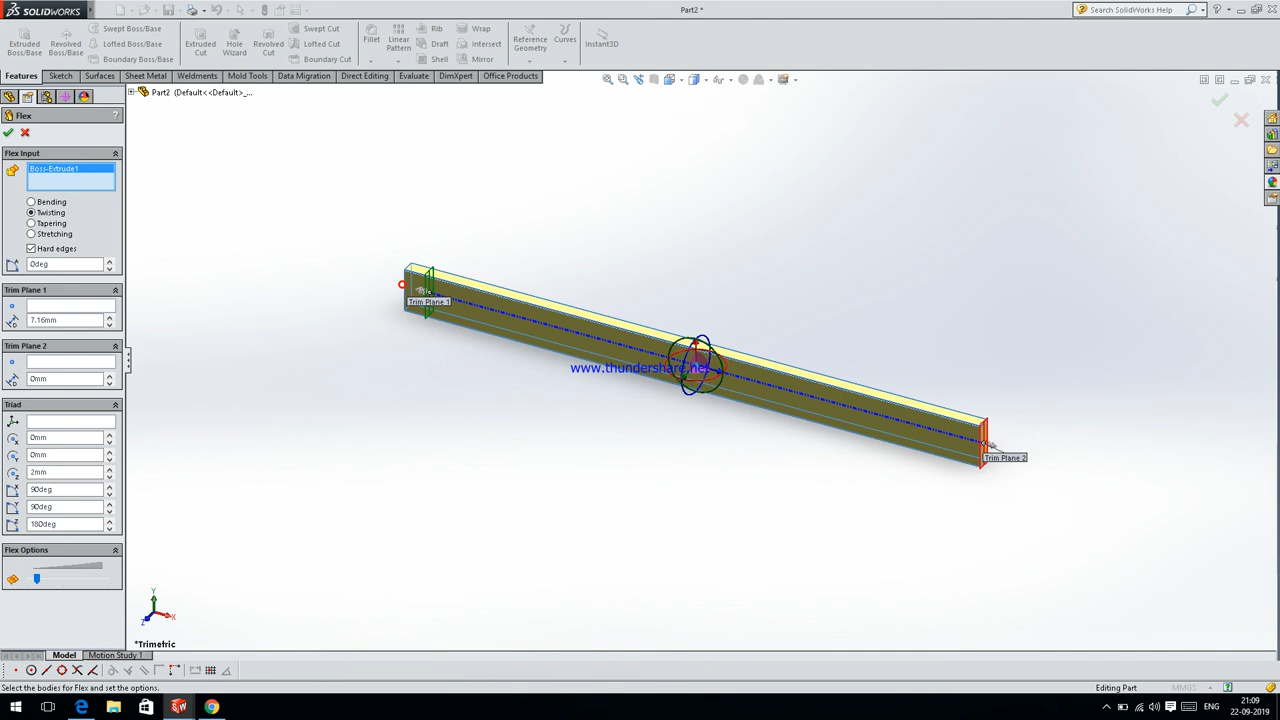 SOLIDWORKS
Part2 *
Search SolidWorks Help
Extruded Boss/Base
Revolved Boss/Base
Swept Boss/Base
Lofted Boss/Base
Boundary Boss/Base
Extruded Cut
Hole Wizard
Revolved Cut
Swept Cut
Lofted Cut
Boundary Cut
Fillet
Linear Pattern
Rib
Draft
Shell
Wrap
Intersect
Mirror
Reference Geometry
Curves
Instant3D
Features Sketch Surfaces Sheet Metal Weldments Mold Tools Data Migration Direct Editing Evaluate DimXpert Office Products
Part2 (Default<<Default>_...
Flex ?
Flex Input
Boss-Extrude1
Bending
Twisting
Tapering
Stretching
Hard edges
0deg
Trim Plane 1
7.16mm
Trim Plane 2
0mm
Triad
0mm
0mm
2mm
90deg
90deg
180deg
Flex Options
Trim Plane 1
www.thundershare.net
Trim Plane 2
Y
X
Z
*Trimetric
Model Motion Study 1
Select the bodies for Flex and set the options.
Editing Part MMGS
ENG
21:09
22-09-2019